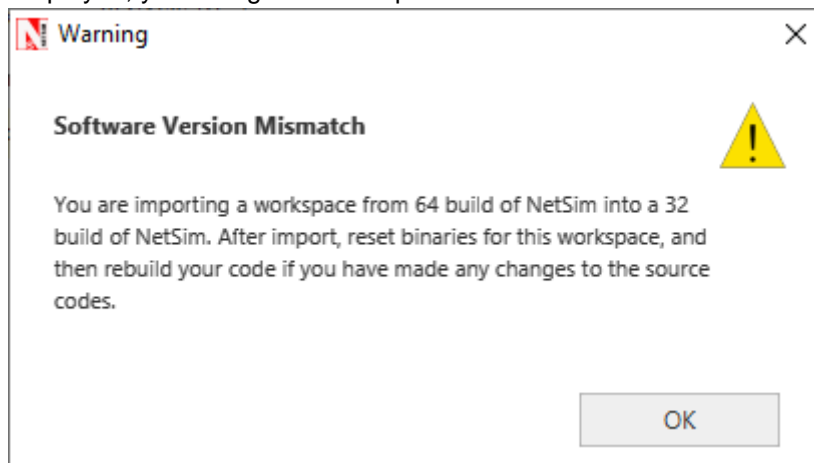 Warning
Software Version Mismatch
You are importing a workspace from 64 build of NetSim into a 32
build of NetSim. After import, reset binaries for this workspace, and
then rebuild your code if you have made any changes to the source
codes.
OK